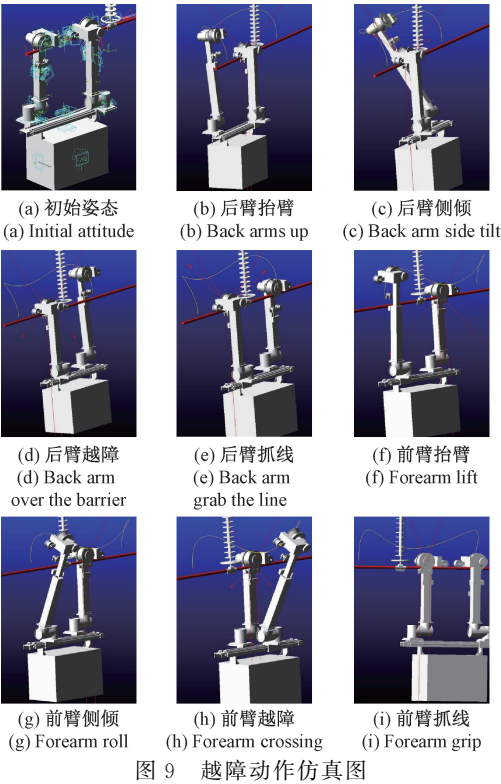 (a) 初始姿态
(a) Initial attitude
(b) 后臂抬臂
(b) Back arms up
(c) 后臂侧倾
(c) Back arm side tilt
(d) 后臂越障
(d) Back arm
over the barrier
(e) 后臂抓线
(e) Back arm
grab the line
(f) 前臂抬臂
(f) Forearm lift
(g) 前臂侧倾
(g) Forearm roll
(h) 前臂越障
(h) Forearm crossing
(i) 前臂抓线
(i) Forearm grip
图 9 越障动作仿真图